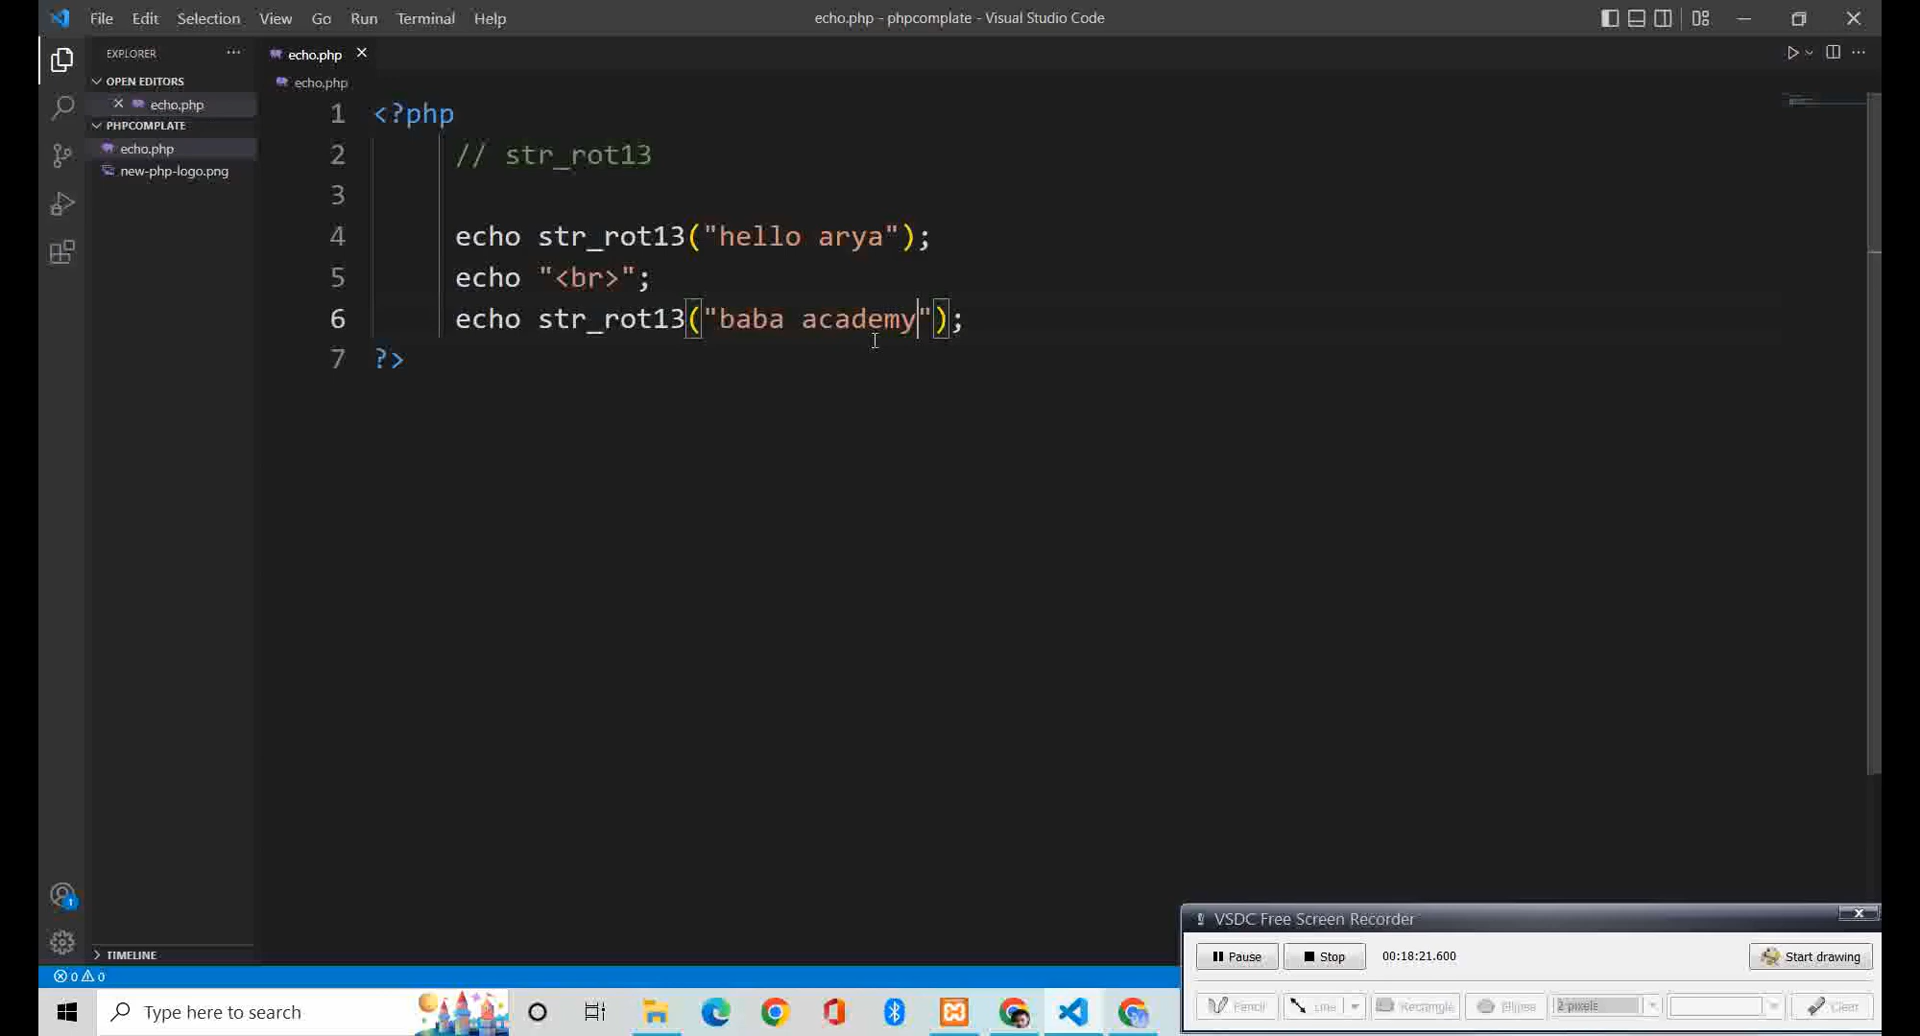 File Edit Selection View Go Run Terminal Help
echo.php - phpcomplate - Visual Studio Code
EXPLORER
echo.php
OPEN EDITORS
echo.php
echo.php
PHPCOMPLATE
echo.php
new-php-logo.png
1 <?php
2 // str_rot13
3
4 echo str_rot13("hello arya");
5 echo "<br>";
6 echo str_rot13("baba academy");
7 ?>
1
TIMELINE
0 0
VSDC Free Screen Recorder
Pause Stop 00:18:21.600 Start drawing
Pencil Line Rectangle Ellipse 2 pixels Clear
Type here to search